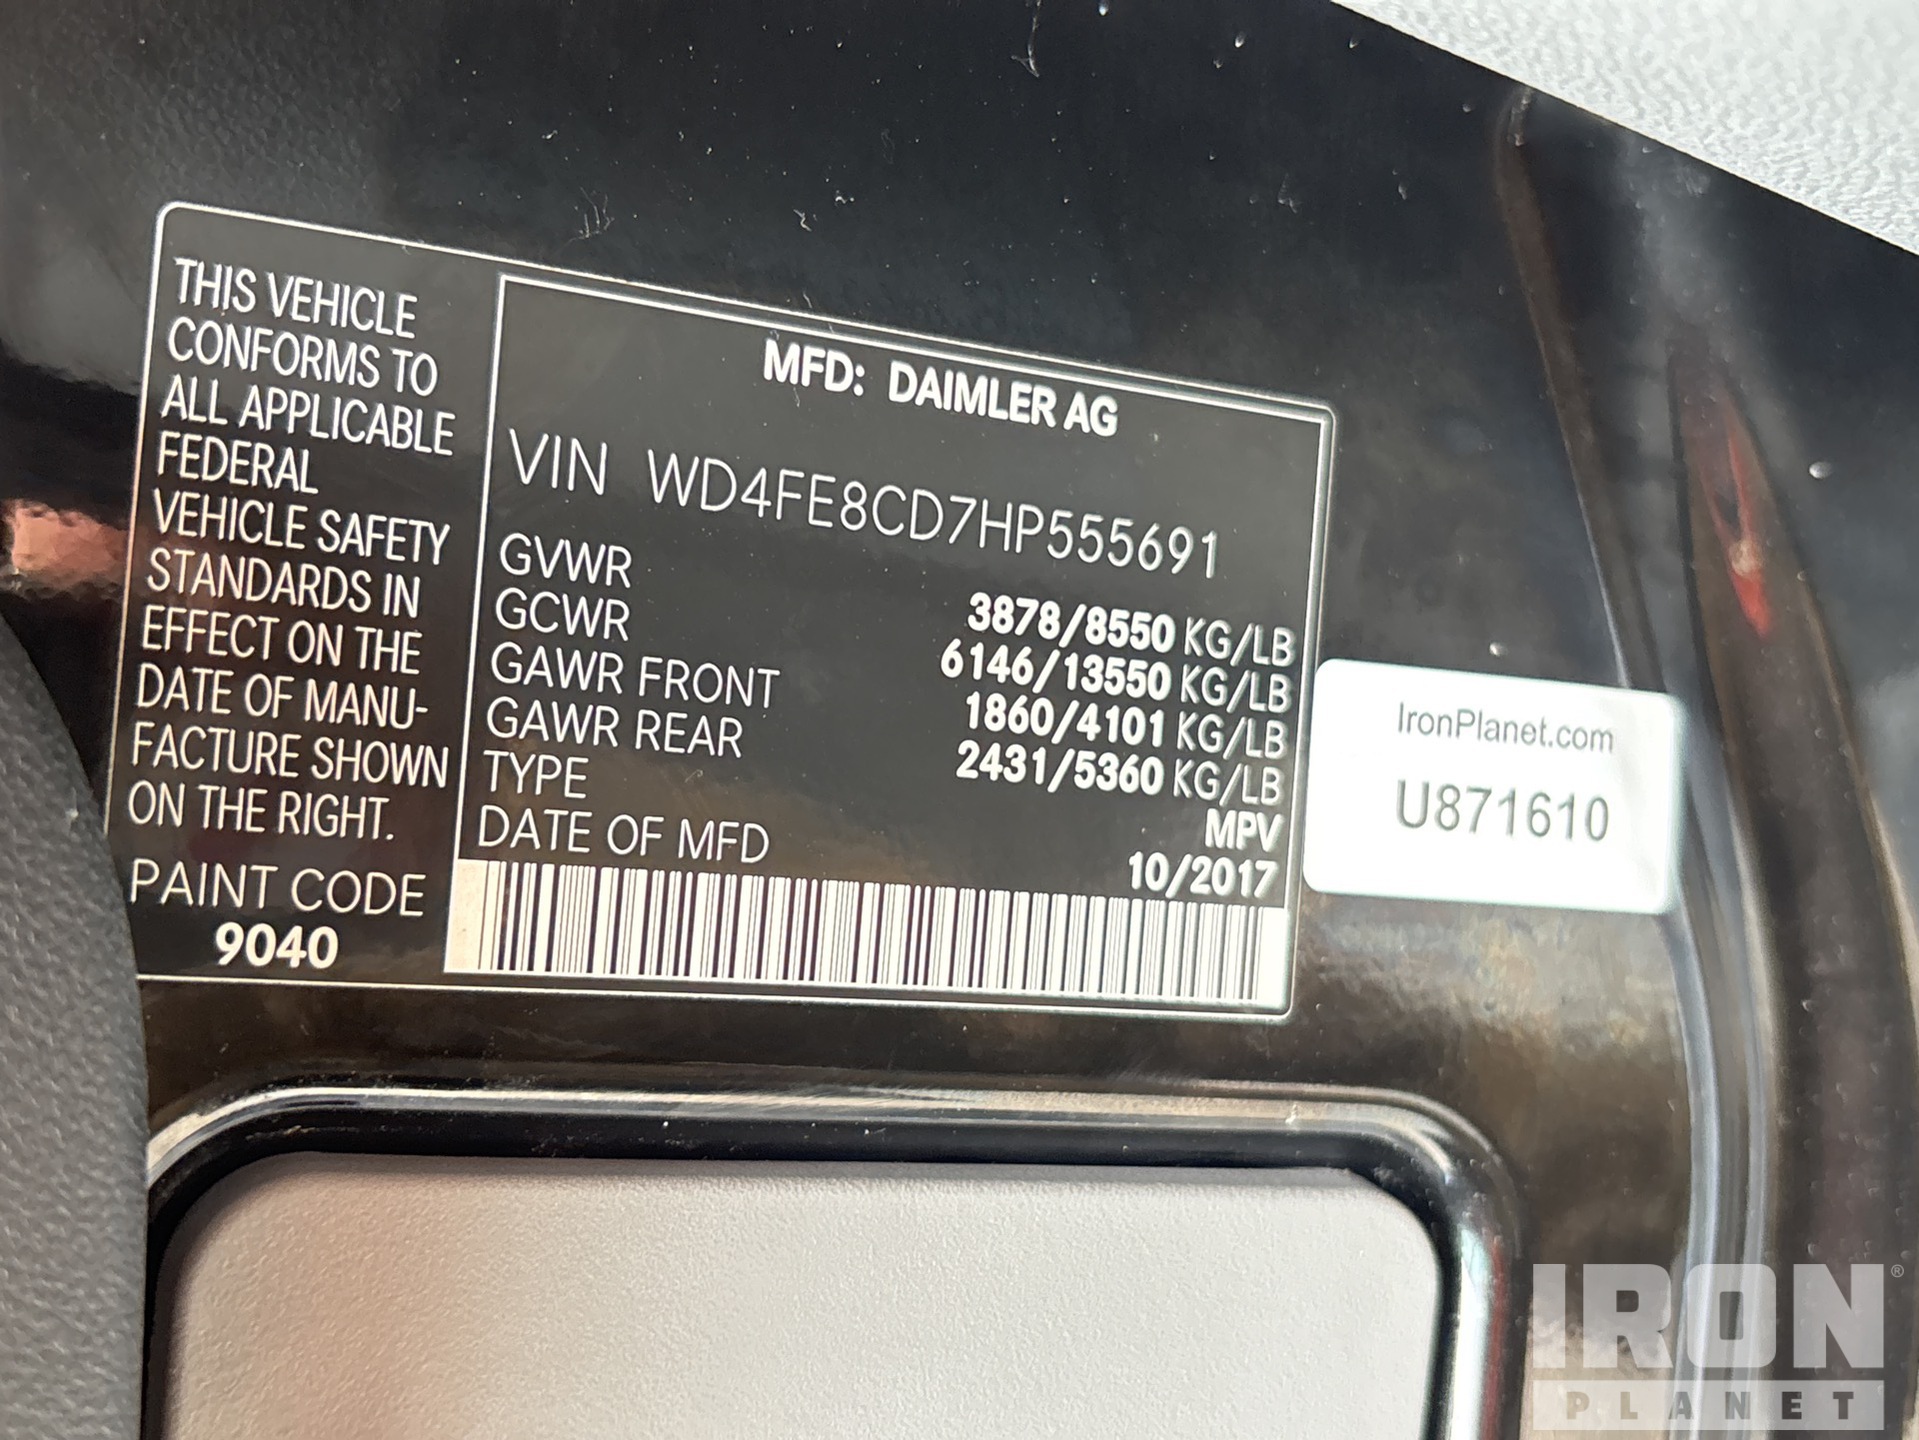 THIS VEHICLE
CONFORMS TO
ALL APPLICABLE
FEDERAL
VEHICLE SAFETY
STANDARDS IN
EFFECT ON THE
DATE OF MANU-
FACTURE SHOWN
ON THE RIGHT.
PAINT CODE
9040
MFD: DAIMLER AG
VIN WD4FE8CD7HP555691
GVWR 3878/8550 KG/LB
GCWR 6146/13550 KG/LB
GAWR FRONT 1860/4101 KG/LB
GAWR REAR 2431/5360 KG/LB
TYPE MPV
DATE OF MFD 10/2017
IronPlanet.com
U871610
IRON®
PLANET